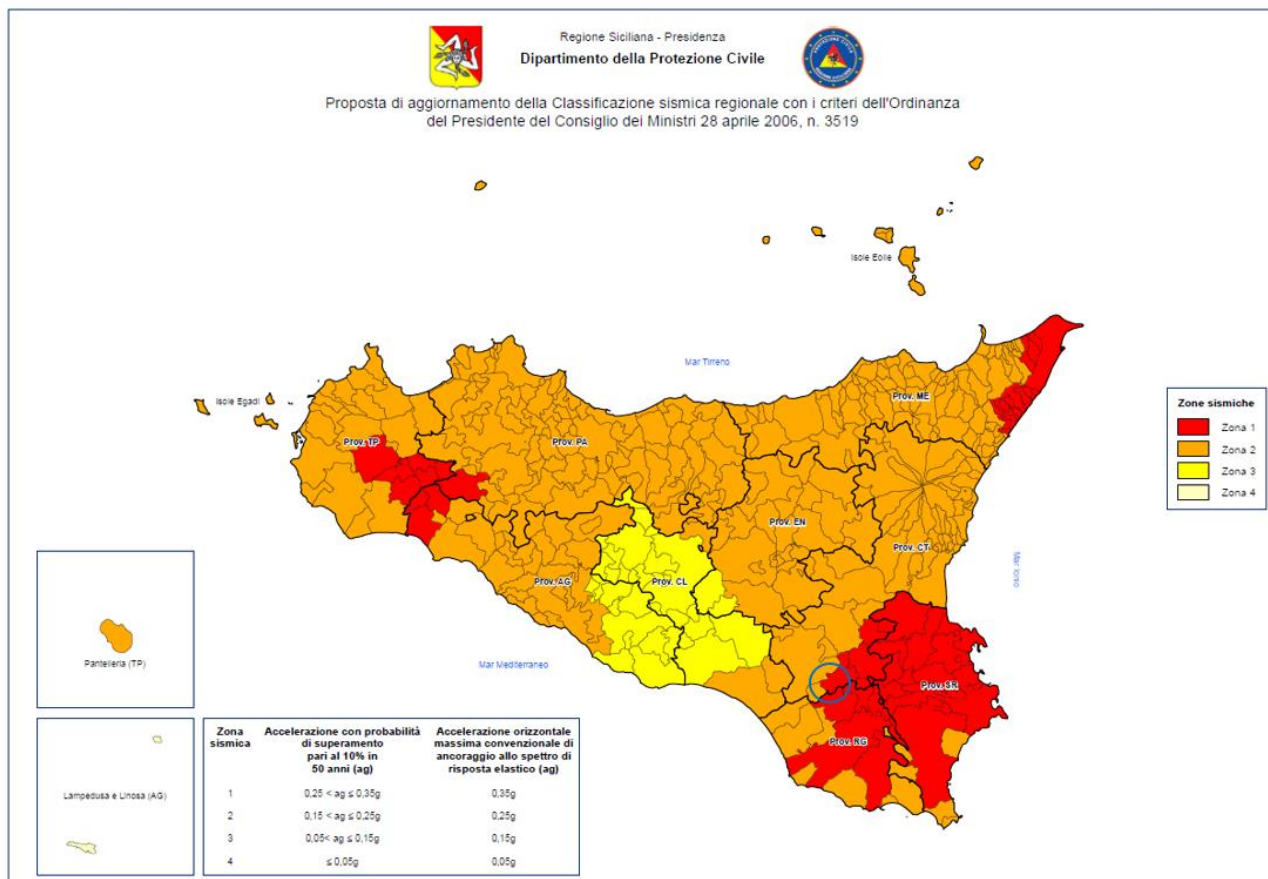 Regione Siciliana - Presidenza
Dipartimento della Protezione Civile
Proposta di aggiornamento della Classificazione sismica regionale con i criteri dell'Ordinanza
del Presidente del Consiglio dei Ministri 28 aprile 2006, n. 3519
Isole Eolie
Mar Tirreno
Isole Egadi
Prov. ME
Prov. TP
Prov. PA
Prov. EN
Prov. CT
Prov. AG
Prov. CL
Mar Ionio
Mar Mediterraneo
Prov. SR
Prov. RG
Zone sismiche
Zona 1
Zona 2
Zona 3
Zona 4
Pantelleria (TP)
Lampedusa e Linosa (AG)
Zona sismica
Accelerazione con probabilità di superamento pari al 10% in 50 anni (ag)
Accelerazione orizzontale massima convenzionale di ancoraggio allo spettro di risposta elastico (ag)
1 0,25 < ag ≤ 0,35g 0,35g
2 0,15 < ag ≤ 0,25g 0,25g
3 0,05< ag ≤ 0,15g 0,15g
4 ≤ 0,05g 0,05g